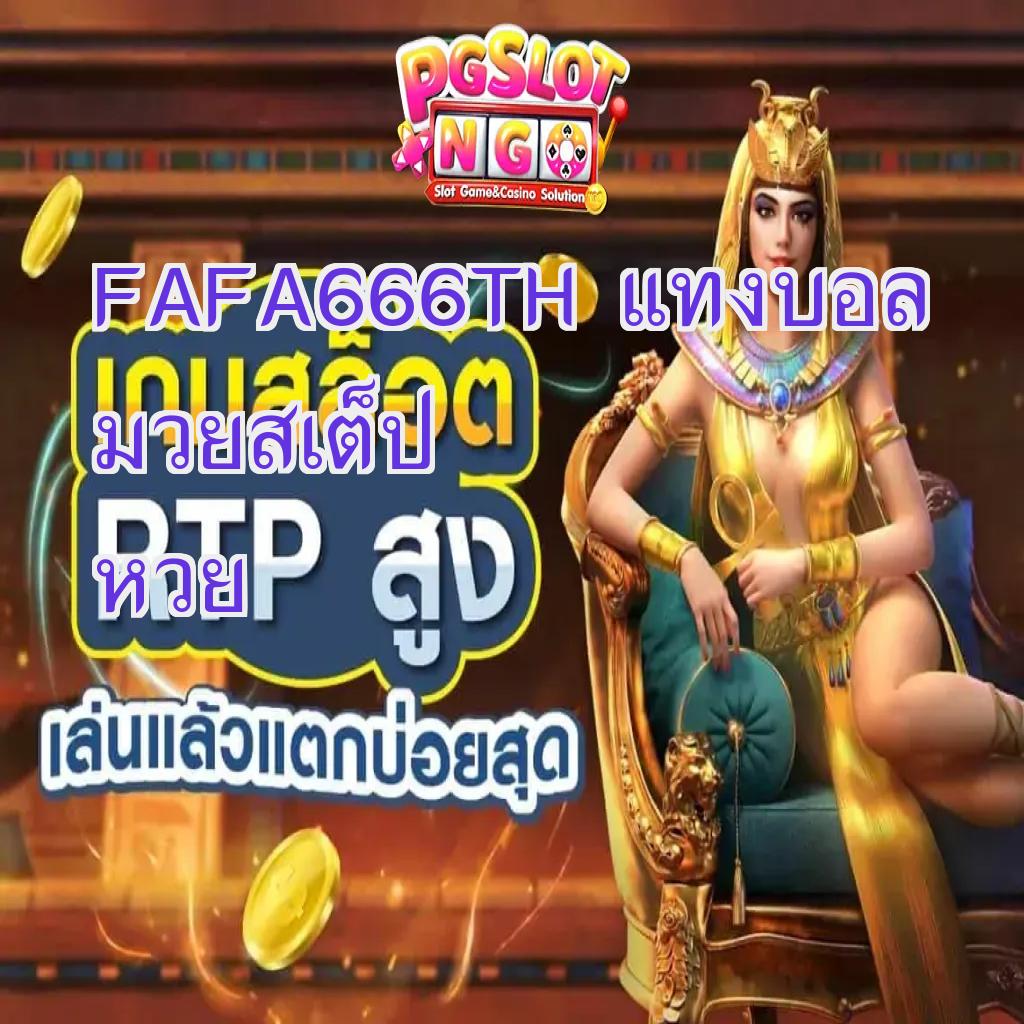 PGSLOT
NGO
Slot Game&Casino Solution
FAFA666TH แทงบอล
เกมสล็อต
มวยสเต็ป
RTP สูง
หวย
เล่นแล้วแตกบ่อยสุด